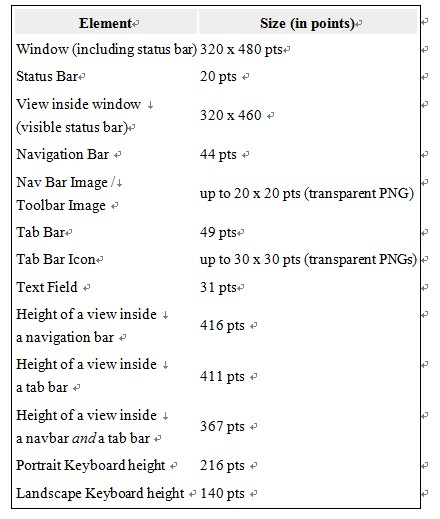 Element Size (in points)
Window (including status bar) 320 x 480 pts
Status Bar 20 pts
View inside window
(visible status bar) 320 x 460
Navigation Bar 44 pts
Nav Bar Image /
Toolbar Image up to 20 x 20 pts (transparent PNG)
Tab Bar 49 pts
Tab Bar Icon up to 30 x 30 pts (transparent PNGs)
Text Field 31 pts
Height of a view inside
a navigation bar 416 pts
Height of a view inside
a tab bar 411 pts
Height of a view inside
a navbar and a tab bar 367 pts
Portrait Keyboard height 216 pts
Landscape Keyboard height 140 pts